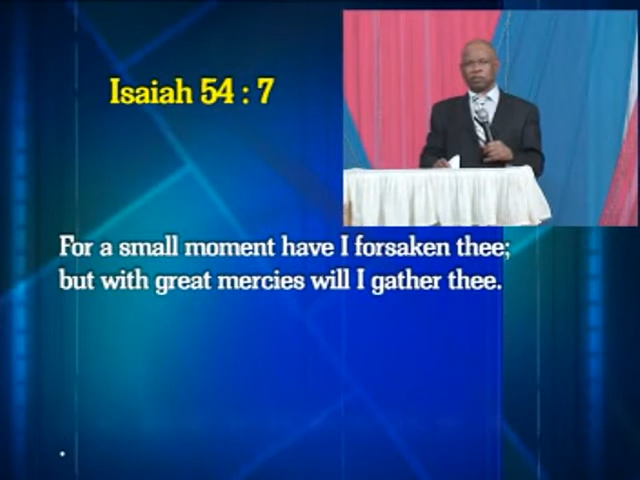 Isaiah 54 : 7
For a small moment have I forsaken thee;
but with great mercies will I gather thee.
.